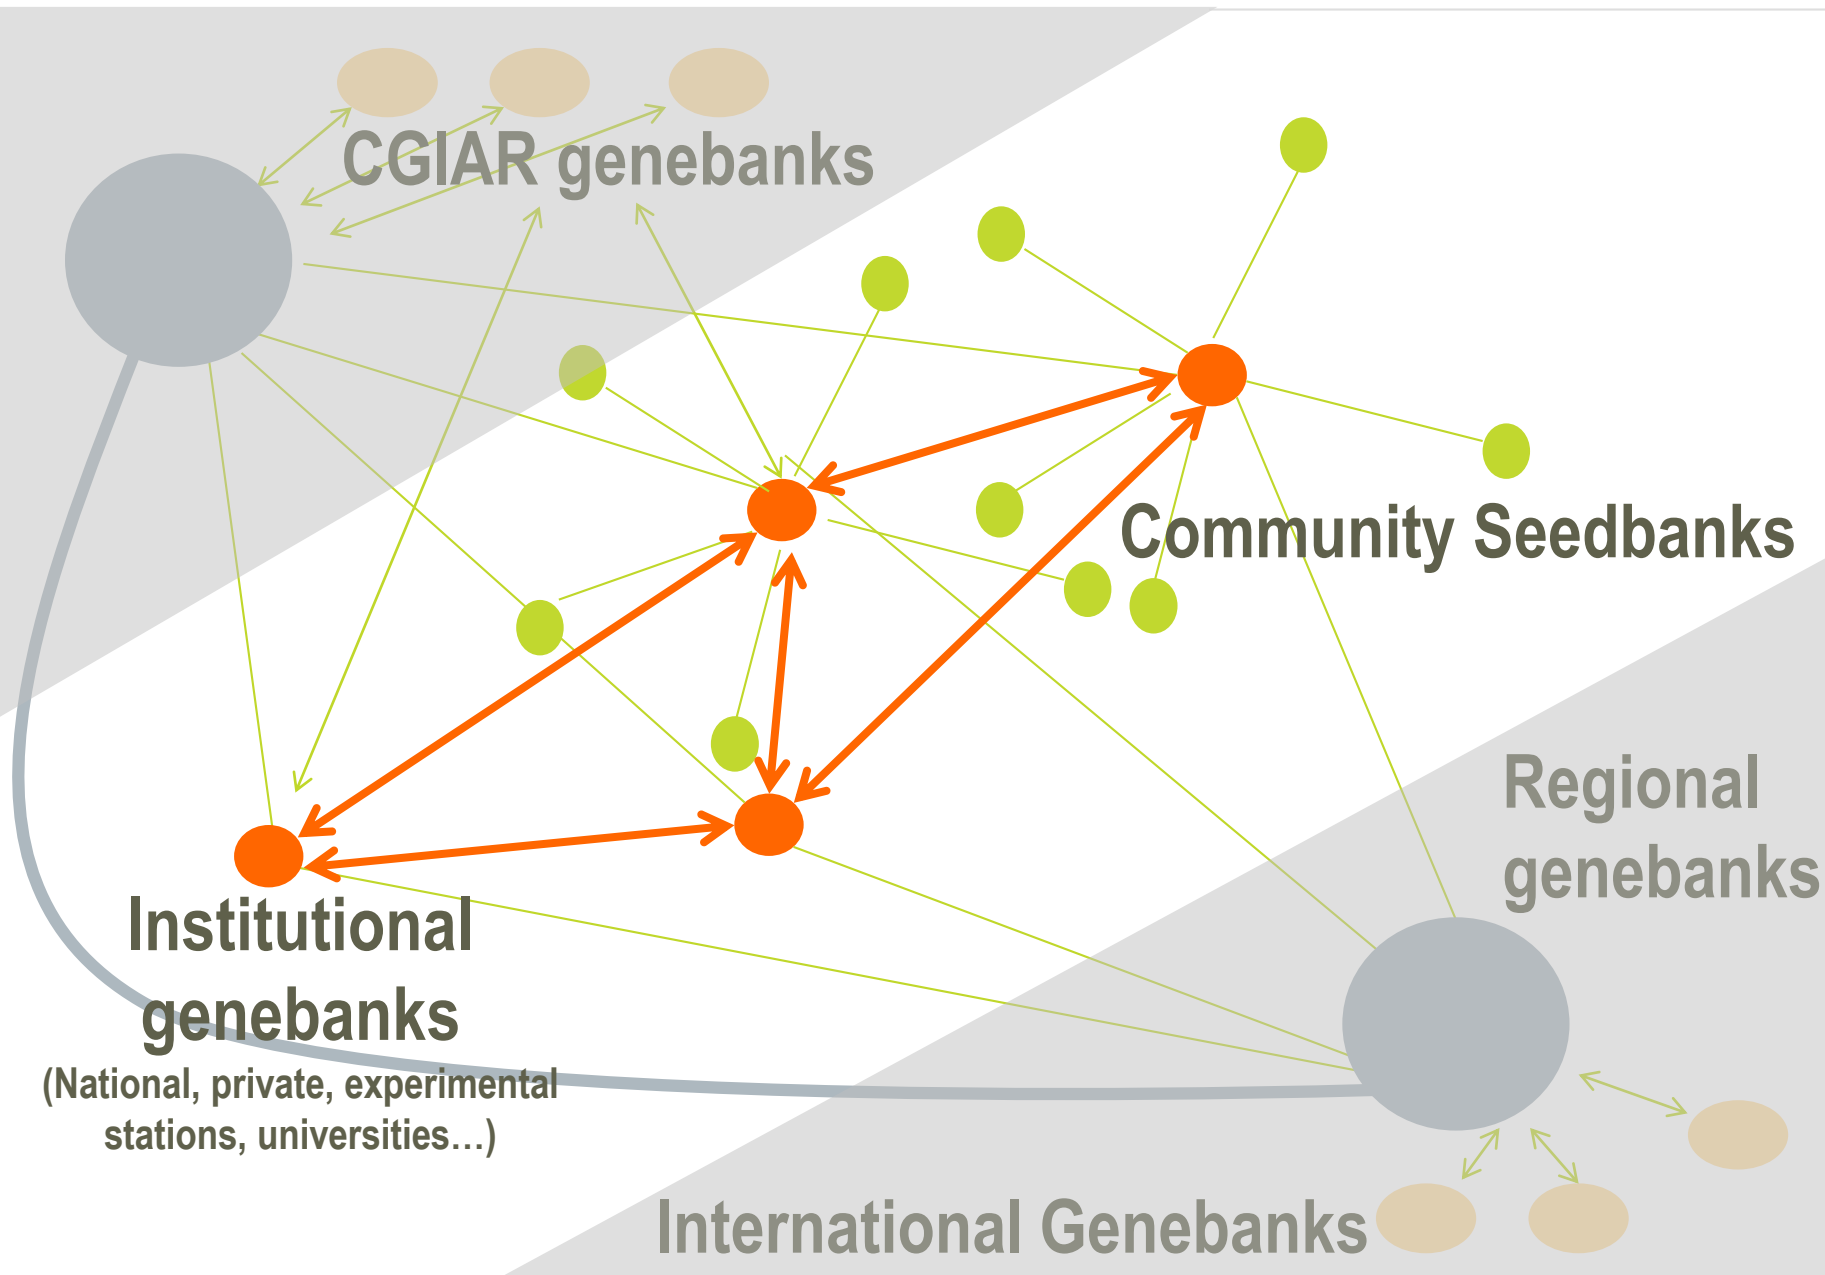 CGIAR genebanks
Community Seedbanks
Regional
genebanks
Institutional
genebanks
(National, private, experimental
stations, universities…)
International Genebanks